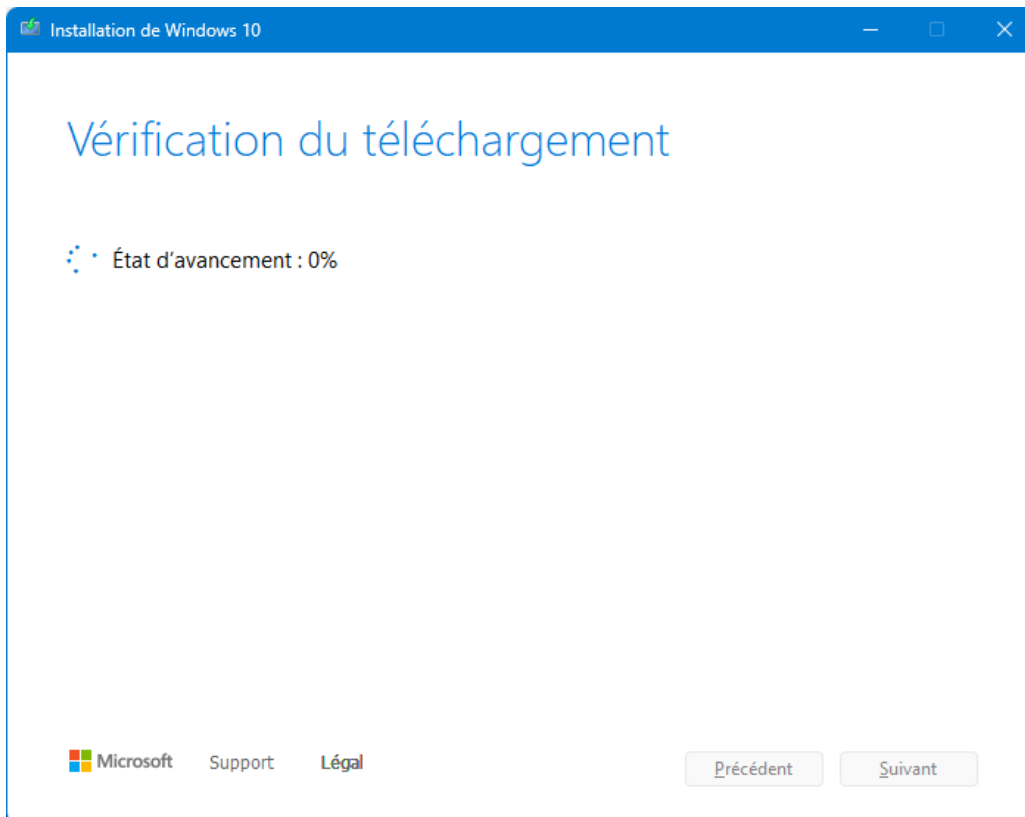 Installation de Windows 10
Vérification du téléchargement
État d’avancement : 0%
Microsoft Support Légal Précédent Suivant